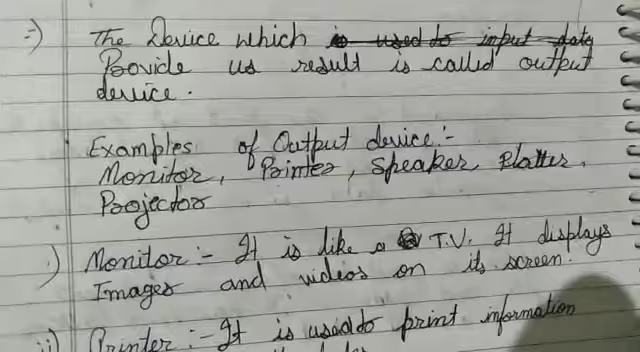 =) The Device which is used to input data
Provide us result is called output
device.
Examples of Output device:-
Monitor, Printer, Speaker, Plotter,
Projector
i) Monitor:- It is like a T.V. It displays
Images and videos on its screen.
ii) Printer:- It is used to print information